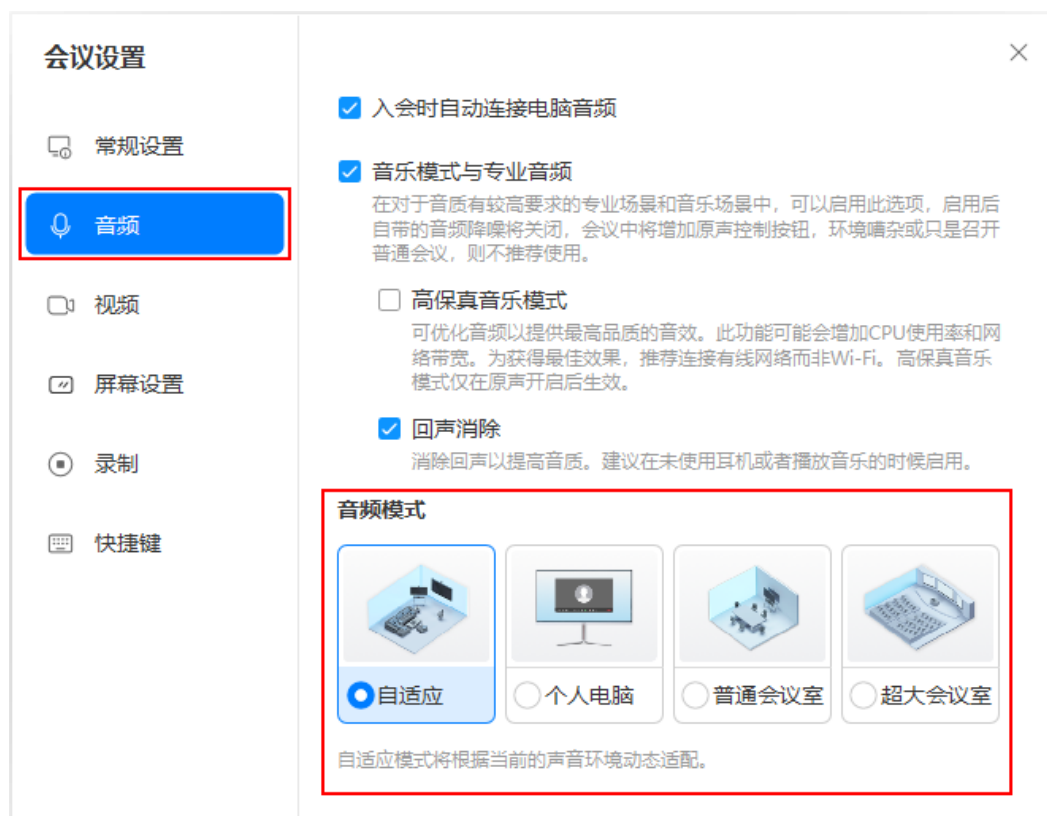 会议设置
常规设置
音频
视频
屏幕设置
录制
快捷键
入会时自动连接电脑音频
音乐模式与专业音频
在对于音质有较高要求的专业场景和音乐场景中，可以启用此选项，启用后
自带的音频降噪将关闭，会议中将增加原声控制按钮，环境嘈杂或只是召开
普通会议，则不推荐使用。
高保真音乐模式
可优化音频以提供最高品质的音效。此功能可能会增加CPU使用率和网
络带宽。为获得最佳效果，推荐连接有线网络而非Wi-Fi。高保真音乐
模式仅在原声开启后生效。
回声消除
消除回声以提高音质。建议在未使用耳机或者播放音乐的时候启用。
音频模式
自适应
个人电脑
普通会议室
超大会议室
自适应模式将根据当前的声音环境动态适配。